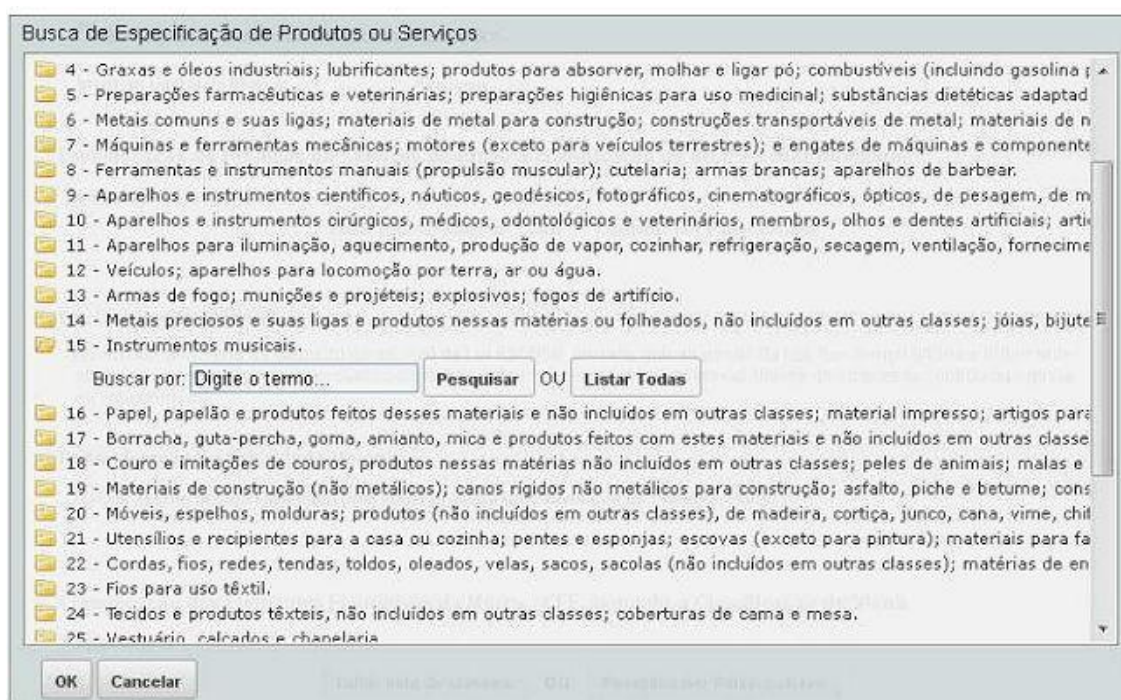 Busca de Especificação de Produtos ou Serviços
4 - Graxas e óleos industriais; lubrificantes; produtos para absorver, molhar e ligar pó; combustíveis (incluindo gasolina
5 - Preparações farmacêuticas e veterinárias; preparações higiênicas para uso medicinal; substâncias dietéticas adaptad
6 - Metais comuns e suas ligas; materiais de metal para construção; construções transportáveis de metal; materiais de
7 - Máquinas e ferramentas mecânicas; motores (exceto para veículos terrestres); e engates de máquinas e componente
8 - Ferramentas e instrumentos manuais (propulsão muscular); cutelaria; armas brancas; aparelhos de barbear.
9 - Aparelhos e instrumentos científicos, náuticos, geodésicos, fotográficos, cinematográficos, ópticos, de pesagem, de m
10 - Aparelhos e instrumentos cirúrgicos, médicos, odontológicos e veterinários, membros, olhos e dentes artificiais; arti
11 - Aparelhos para iluminação, aquecimento, produção de vapor, cozinhar, refrigeração, secagem, ventilação, fornecime
12 - Veículos; aparelhos para locomoção por terra, ar ou água.
13 - Armas de fogo; munições e projéteis; explosivos; fogos de artifício.
14 - Metais preciosos e suas ligas e produtos nessas matérias ou folheados, não incluídos em outras classes; jóias, bijute
15 - Instrumentos musicais.
Buscar por: Digite o termo... Pesquisar OU Listar Todas
16 - Papel, papelão e produtos feitos desses materiais e não incluídos em outras classes; material impresso; artigos para
17 - Borracha, guta-percha, goma, amianto, mica e produtos feitos com estes materiais e não incluídos em outras classe
18 - Couro e imitações de couros, produtos nessas matérias não incluídos em outras classes; peles de animais; malas e
19 - Materiais de construção (não metálicos); canos rígidos não metálicos para construção; asfalto, piche e betume; cons
20 - Móveis, espelhos, molduras; produtos (não incluídos em outras classes), de madeira, cortiça, junco, cana, vime, chif
21 - Utensílios e recipientes para a casa ou cozinha; pentes e esponjas; escovas (exceto para pintura); materiais para fa
22 - Cordas, fios, redes, tendas, toldos, oleados, velas, sacos, sacolas (não incluídos em outras classes); matérias de en
23 - Fios para uso têxtil.
24 - Tecidos e produtos têxteis, não incluídos em outras classes; coberturas de cama e mesa.
25 - Vestuário, calçados e chapelaria
OK Cancelar